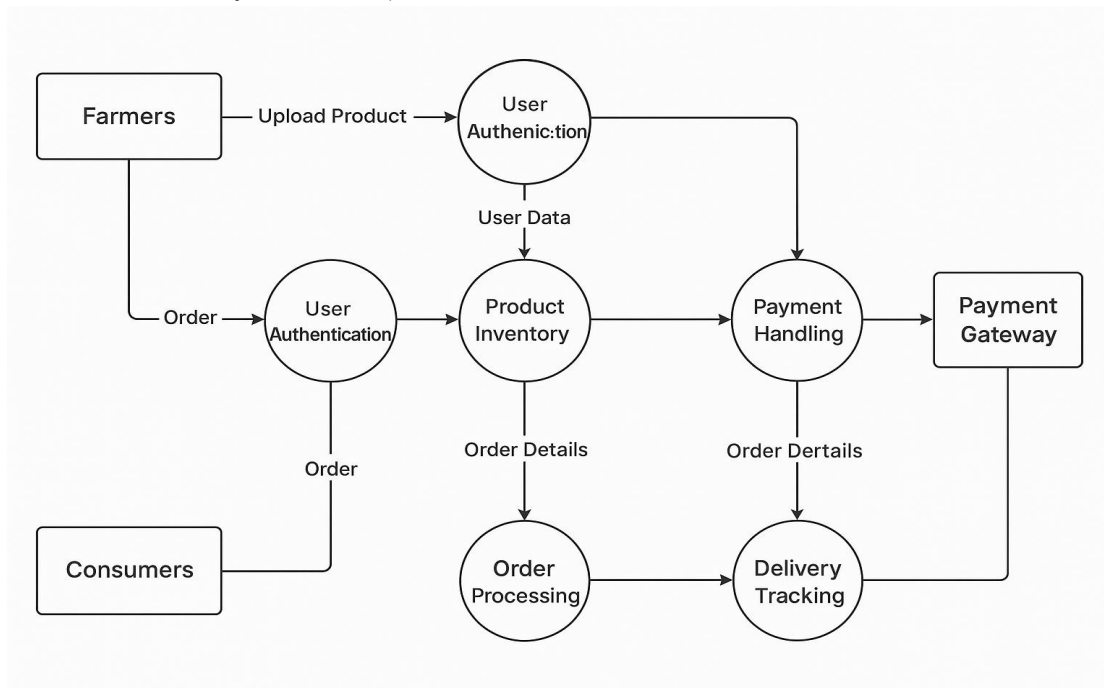 Farmers
Upload Product
User
Authenic:tion
User Data
Order
User
Authentication
Product
Inventory
Payment
Handling
Payment
Gateway
Order
Order Details
Order Dertails
Consumers
Order
Processing
Delivery
Tracking